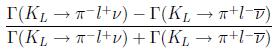 Γ(K_L → π⁻l⁺ν) − Γ(K_L → π⁺l⁻ν̅)
Γ(K_L → π⁻l⁺ν) + Γ(K_L → π⁺l⁻ν̅)